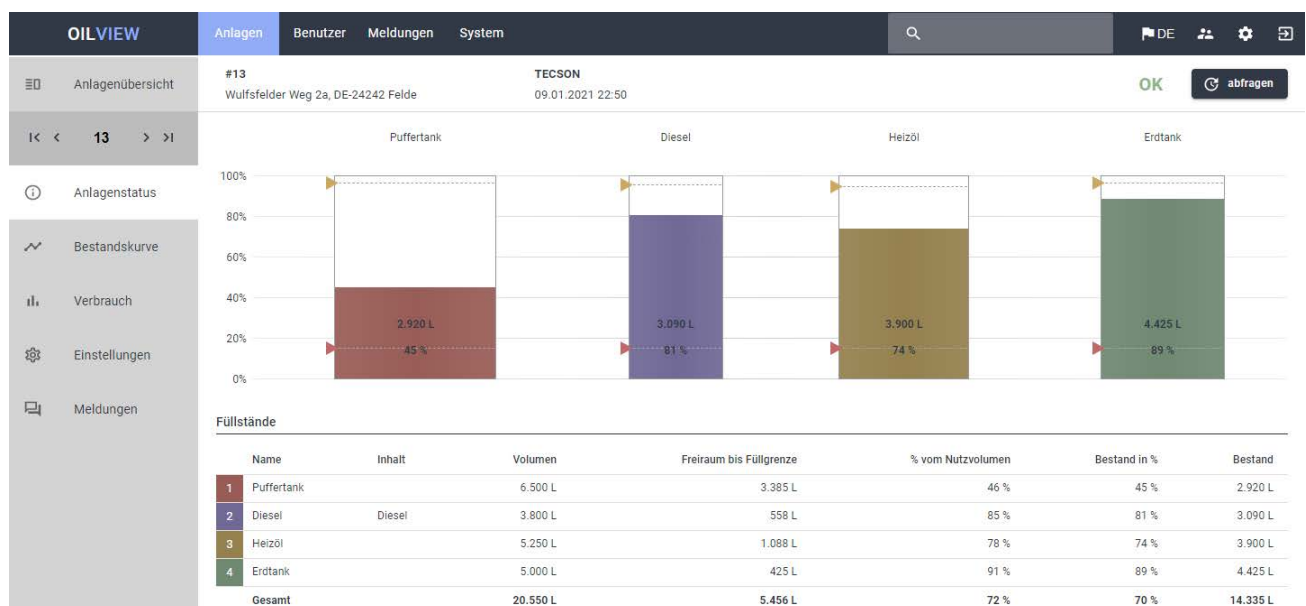 OILVIEW Anlagen Benutzer Meldungen System DE
Anlagenübersicht
#13 TECSON
Wulfsfelder Weg 2a, DE-24242 Felde 09.01.2021 22:50
OK abfragen
13
Anlagenstatus
Bestandskurve
Verbrauch
Einstellungen
Meldungen
Puffertank Diesel Heizöl Erdtank
100%
80%
60%
40%
2.920 L 3.090 L 3.900 L 4.425 L
20%
45 % 81 % 74 % 89 %
0%
Füllstände
Name Inhalt Volumen Freiraum bis Füllgrenze % vom Nutzvolumen Bestand in % Bestand
1 Puffertank 6.500 L 3.385 L 46 % 45 % 2.920 L
2 Diesel Diesel 3.800 L 558 L 85 % 81 % 3.090 L
3 Heizöl 5.250 L 1.088 L 78 % 74 % 3.900 L
4 Erdtank 5.000 L 425 L 91 % 89 % 4.425 L
Gesamt 20.550 L 5.456 L 72 % 70 % 14.335 L